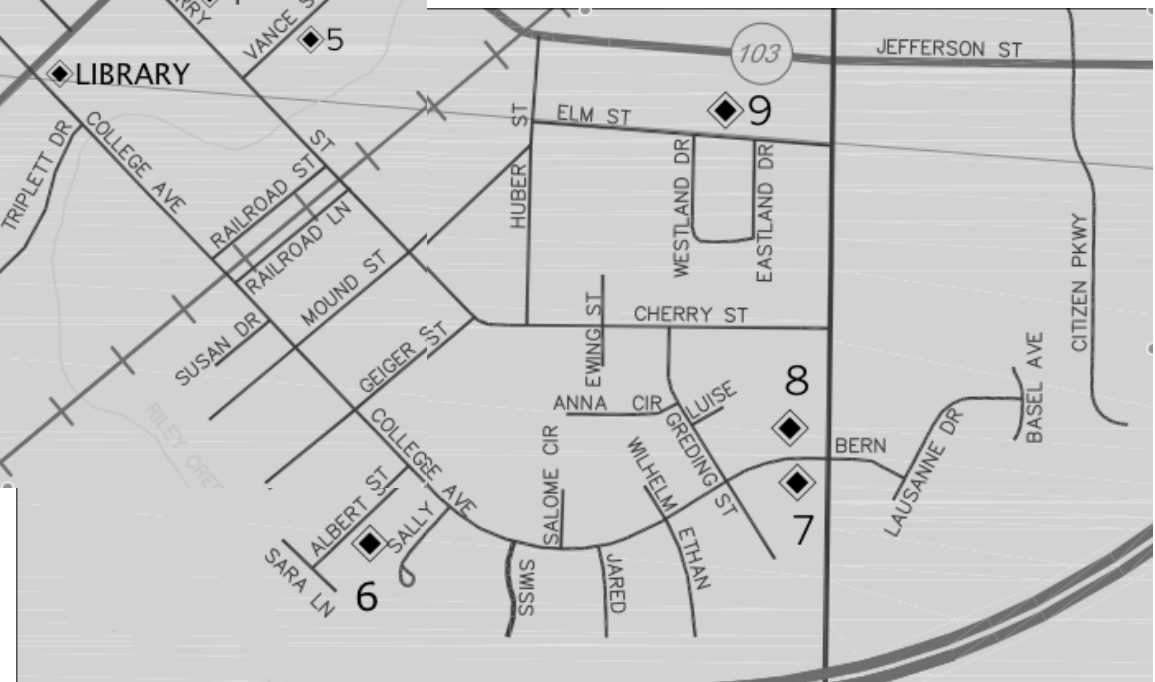 RRY
VANCE S
5
LIBRARY
103
JEFFERSON ST
ELM ST
9
COLLEGE AVE
TRIPLETT DR
ST
RAILROAD ST
RAILROAD LN
HUBER ST
WESTLAND DR
EASTLAND DR
CITIZEN PKWY
MOUND ST
SUSAN DR
GEIGER ST
EWING ST
CHERRY ST
8
ANNA CIR
LUISE
GREDING ST
BASEL AVE
RILEY CREE
COLLEGE AVE
SALOME CIR
WILHELM
BERN
LAUSANNE DR
ALBERT ST
SALLY
7
SARA LN
6
SWISS
JARED
ETHAN